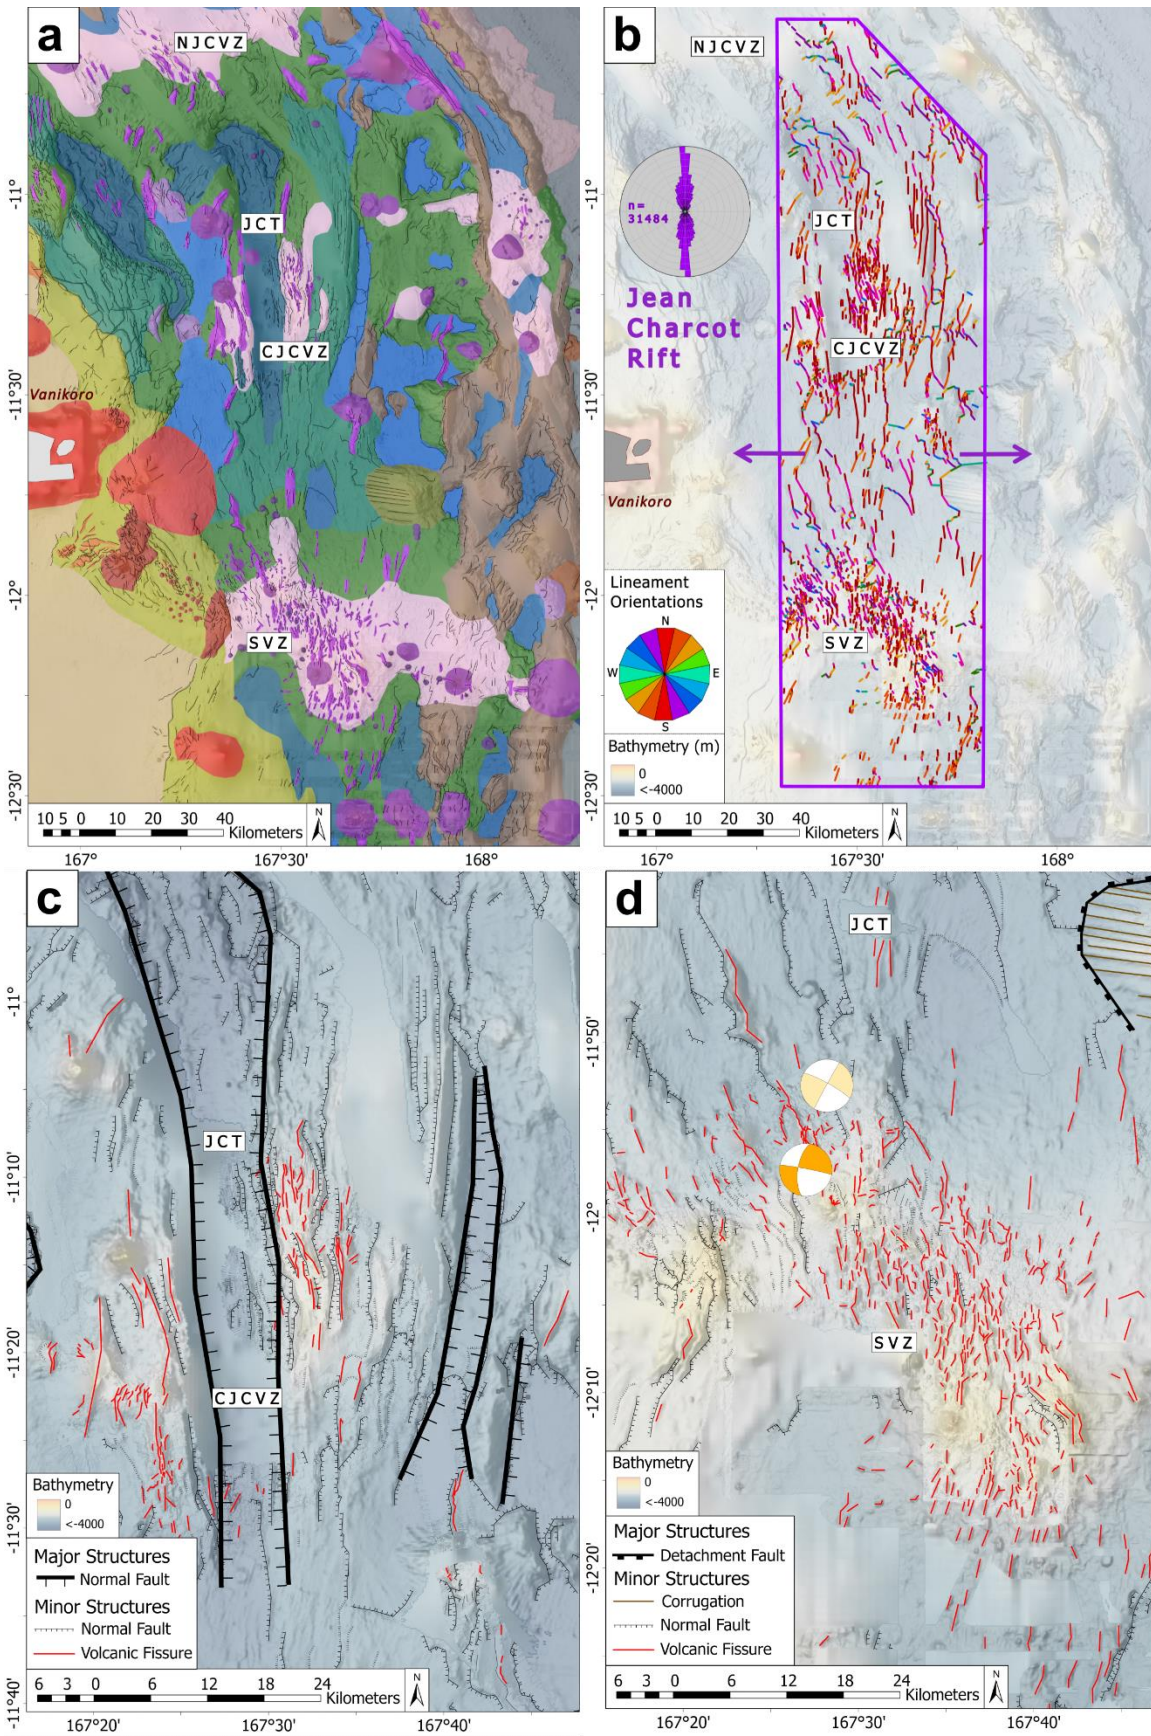 a
NJCVZ
JCT
CJCVZ
Vanikoro
SVZ
-11°
-11°30'
-12°
-12°30'
10 5 0 10 20 30 40
Kilometers
N
167°
167°30'
168°
b
NJCVZ
n=
31484
JCT
Jean
Charcot
Rift
CJCVZ
Vanikoro
SVZ
Lineament
Orientations
N
W
E
S
Bathymetry (m)
0
<-4000
10 5 0 10 20 30 40
Kilometers
N
167°
167°30'
168°
c
JCT
CJCVZ
-11°
-11°10'
-11°20'
-11°30'
-11°40'
Bathymetry
0
<-4000
Major Structures
Normal Fault
Minor Structures
Normal Fault
Volcanic Fissure
6 3 0 6 12 18 24
Kilometers
N
167°20'
167°30'
167°40'
d
JCT
SVZ
-11°50'
-12°
-12°10'
-12°20'
Bathymetry
0
<-4000
Major Structures
Detachment Fault
Minor Structures
Corrugation
Normal Fault
Volcanic Fissure
6 3 0 6 12 18 24
Kilometers
N
167°20'
167°30'
167°40'